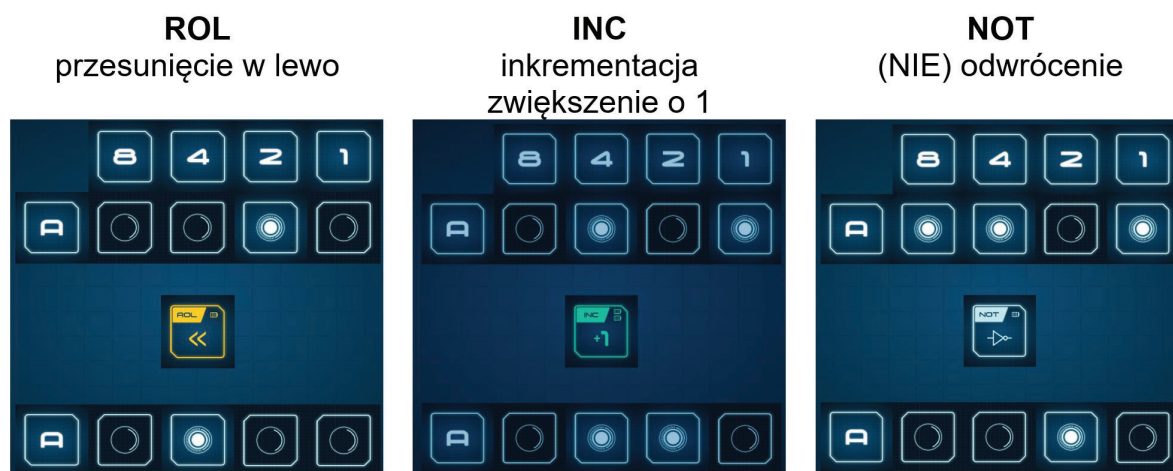 ROL
przesunięcie w lewo
8 4 2 1
A
ROL
<<
A
INC
inkrementacja
zwiększenie o 1
8 4 2 1
A
INC
+1
A
NOT
(NIE) odwrócenie
8 4 2 1
A
NOT
A